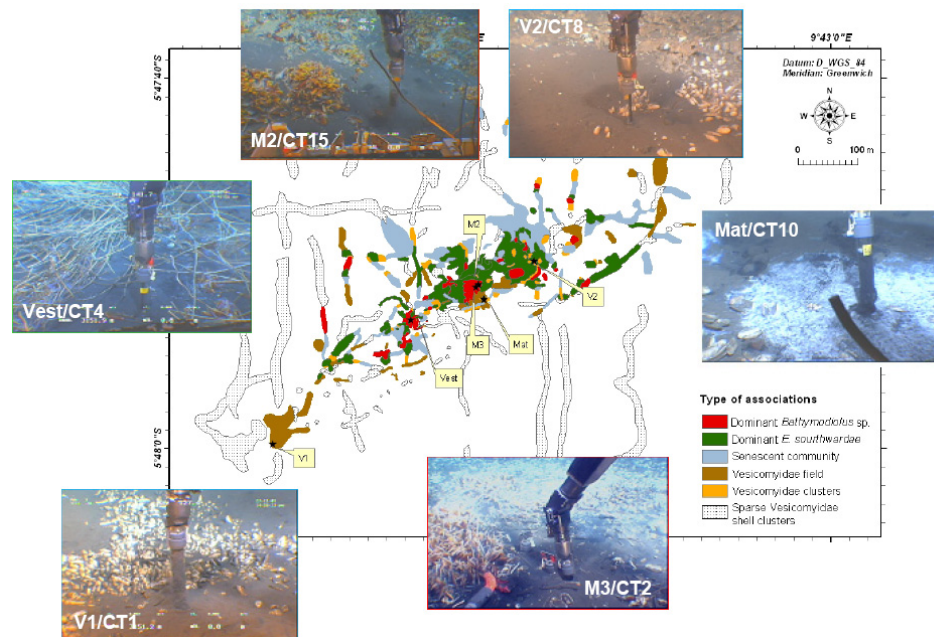 9°43'0"E
0"E
V2/CT8
Datum: D_WGS_84
Meridian: Greenwich
N
W
E
S
0
100 m
5°47'40"S
5°48'0"S
M2/CT15
Vest/CT4
Mat/CT10
M2
V2
M3
Mat
Vest
V1
Type of associations
Dominant Bathymodiolus sp.
Dominant E. southwardae
Senescent community
Vesicomyidae field
Vesicomyidae clusters
Sparse Vesicomyidae
shell clusters
V1/CT1
M3/CT2